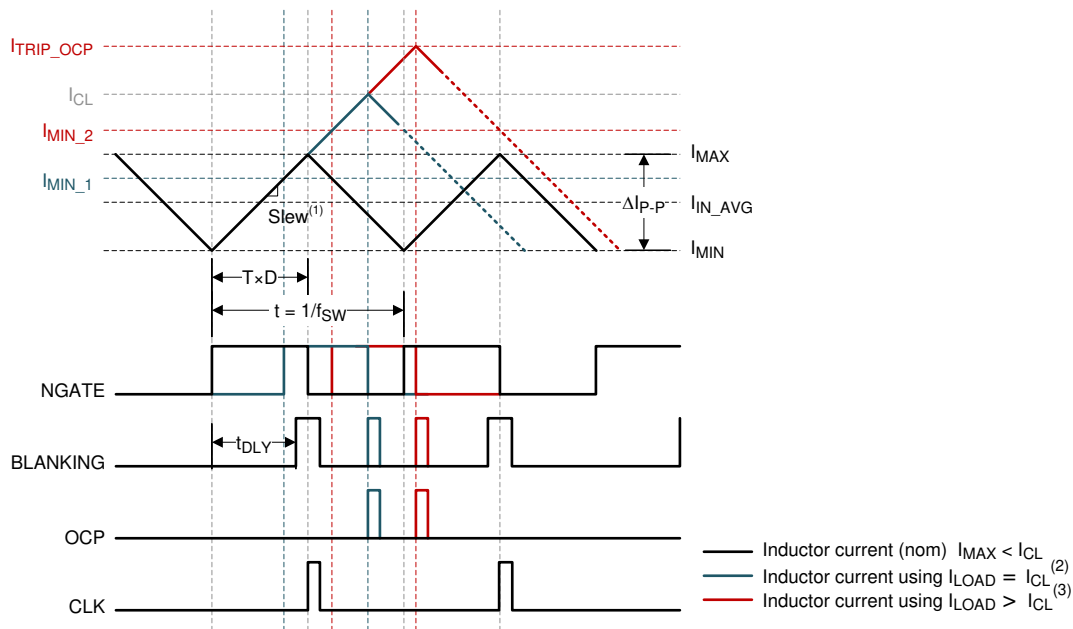 ITRIP_OCP
ICL
IMIN_2
IMAX
IMIN_1
Slew(1)
ΔIP-P
IIN_AVG
IMIN
T×D
t = 1/fSW
NGATE
tDLY
BLANKING
OCP
CLK
Inductor current (nom) IMAX < ICL
Inductor current using ILOAD = ICL(2)
Inductor current using ILOAD > ICL(3)